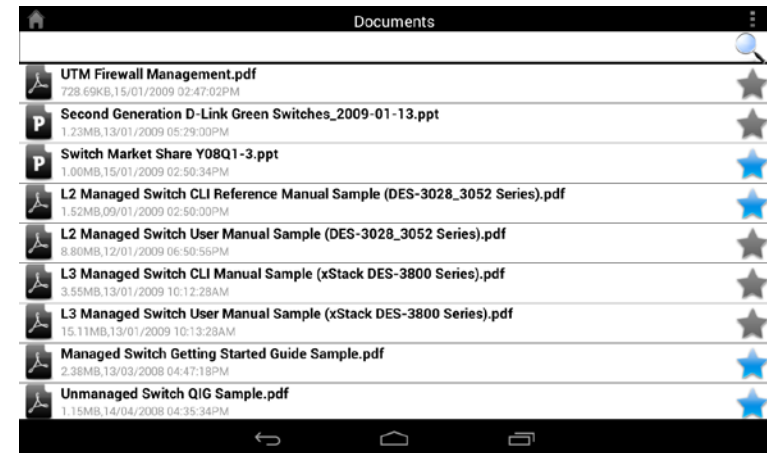 Documents
UTM Firewall Management.pdf
728.69KB,15/01/2009 02:47:02PM
P
Second Generation D-Link Green Switches_2009-01-13.ppt
1.23MB,13/01/2009 05:29:00PM
P
Switch Market Share Y08Q1-3.ppt
1.00MB,15/01/2009 02:50:34PM
L2 Managed Switch CLI Reference Manual Sample (DES-3028_3052 Series).pdf
1.52MB,09/01/2009 02:50:00PM
L2 Managed Switch User Manual Sample (DES-3028_3052 Series).pdf
8.80MB,12/01/2009 06:50:56PM
L3 Managed Switch CLI Manual Sample (xStack DES-3800 Series).pdf
3.55MB,13/01/2009 10:12:28AM
L3 Managed Switch User Manual Sample (xStack DES-3800 Series).pdf
15.11MB,13/01/2009 10:13:28AM
Managed Switch Getting Started Guide Sample.pdf
2.38MB,13/03/2008 04:47:18PM
Unmanaged Switch QIG Sample.pdf
1.15MB,14/04/2008 04:35:34PM